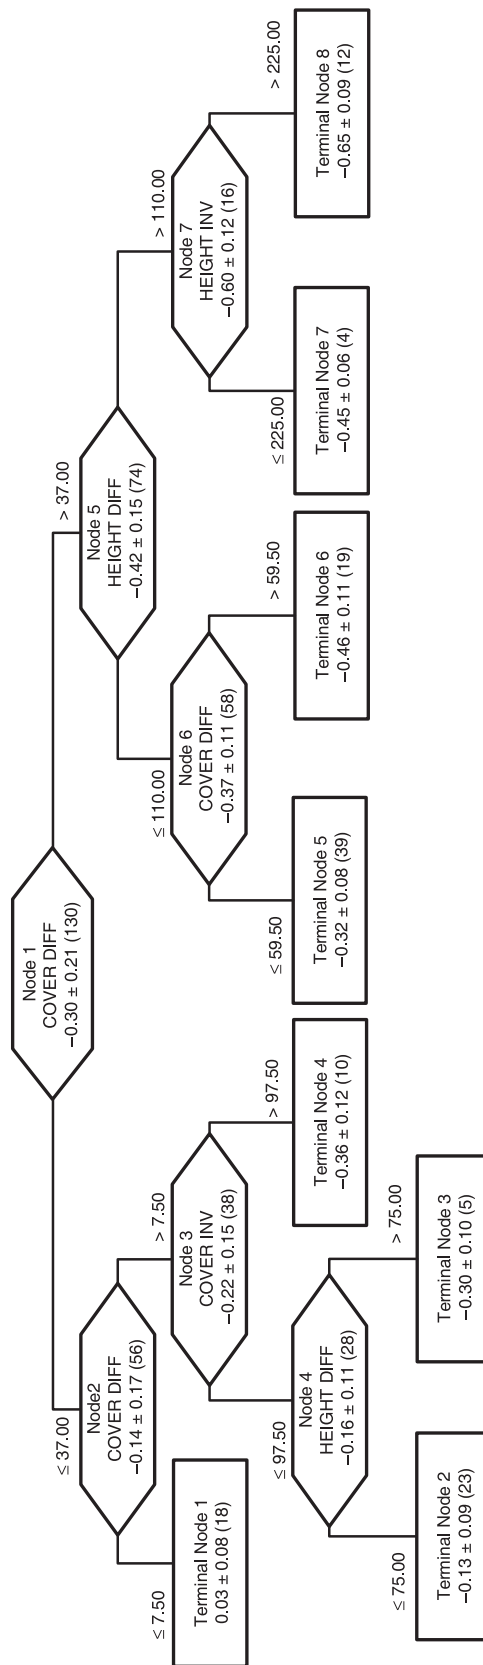 Node 1
COVER DIFF
−0.30 ± 0.21 (130)
≤ 37.00
> 37.00
Node2
COVER DIFF
−0.14 ± 0.17 (56)
Node 5
HEIGHT DIFF
−0.42 ± 0.15 (74)
≤ 7.50
> 7.50
≤ 110.00
> 110.00
Terminal Node 1
0.03 ± 0.08 (18)
Node 3
COVER INV
−0.22 ± 0.15 (38)
Node 6
COVER DIFF
−0.37 ± 0.11 (58)
Node 7
HEIGHT INV
−0.60 ± 0.12 (16)
≤ 97.50
> 97.50
≤ 59.50
> 59.50
≤ 225.00
> 225.00
Node 4
HEIGHT DIFF
−0.16 ± 0.11 (28)
Terminal Node 4
−0.36 ± 0.12 (10)
Terminal Node 5
−0.32 ± 0.08 (39)
Terminal Node 6
−0.46 ± 0.11 (19)
Terminal Node 7
−0.45 ± 0.06 (4)
Terminal Node 8
−0.65 ± 0.09 (12)
≤ 75.00
> 75.00
Terminal Node 2
−0.13 ± 0.09 (23)
Terminal Node 3
−0.30 ± 0.10 (5)